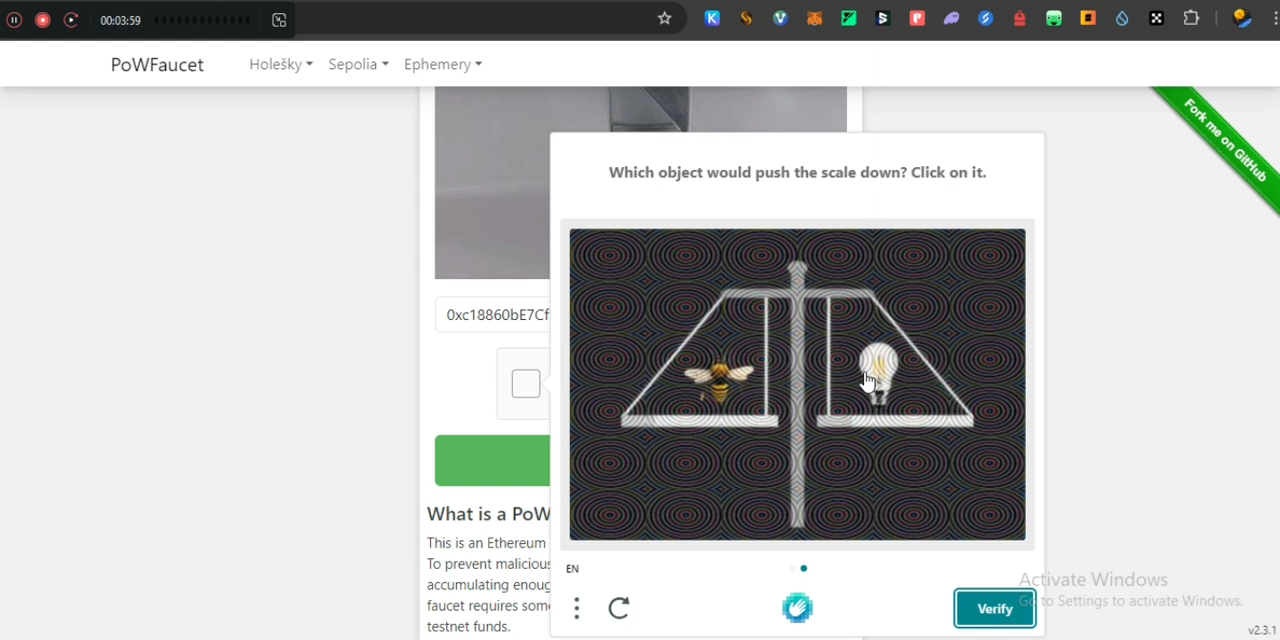 00:03:59
PoWFaucet Holešky Sepolia Ephemery
Fork me on GitHub
Which object would push the scale down? Click on it.
0xc18860bE7Cf
What is a PoW
This is an Ethereum
To prevent malicious
accumulating enoug
faucet requires som
testnet funds.
EN
Verify
Activate Windows
Go to Settings to activate Windows.
v2.3.1